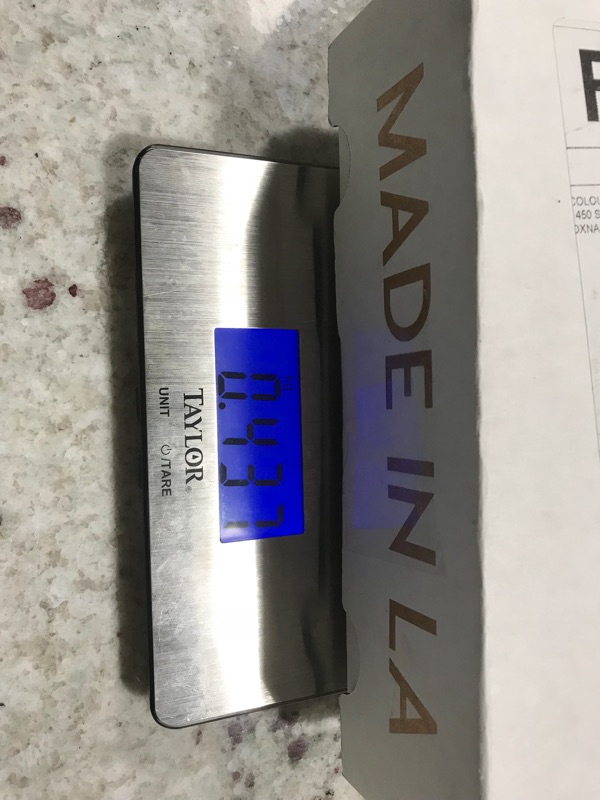 COLOU
450 S
OXNA
MADE IN LA
0.437
TAYLOR®
UNIT ⏻/TARE